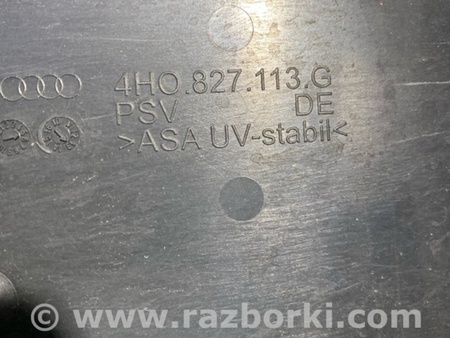 4H0.827.113.G
PSV DE
>ASA UV-stabil<
© www.razborki.com